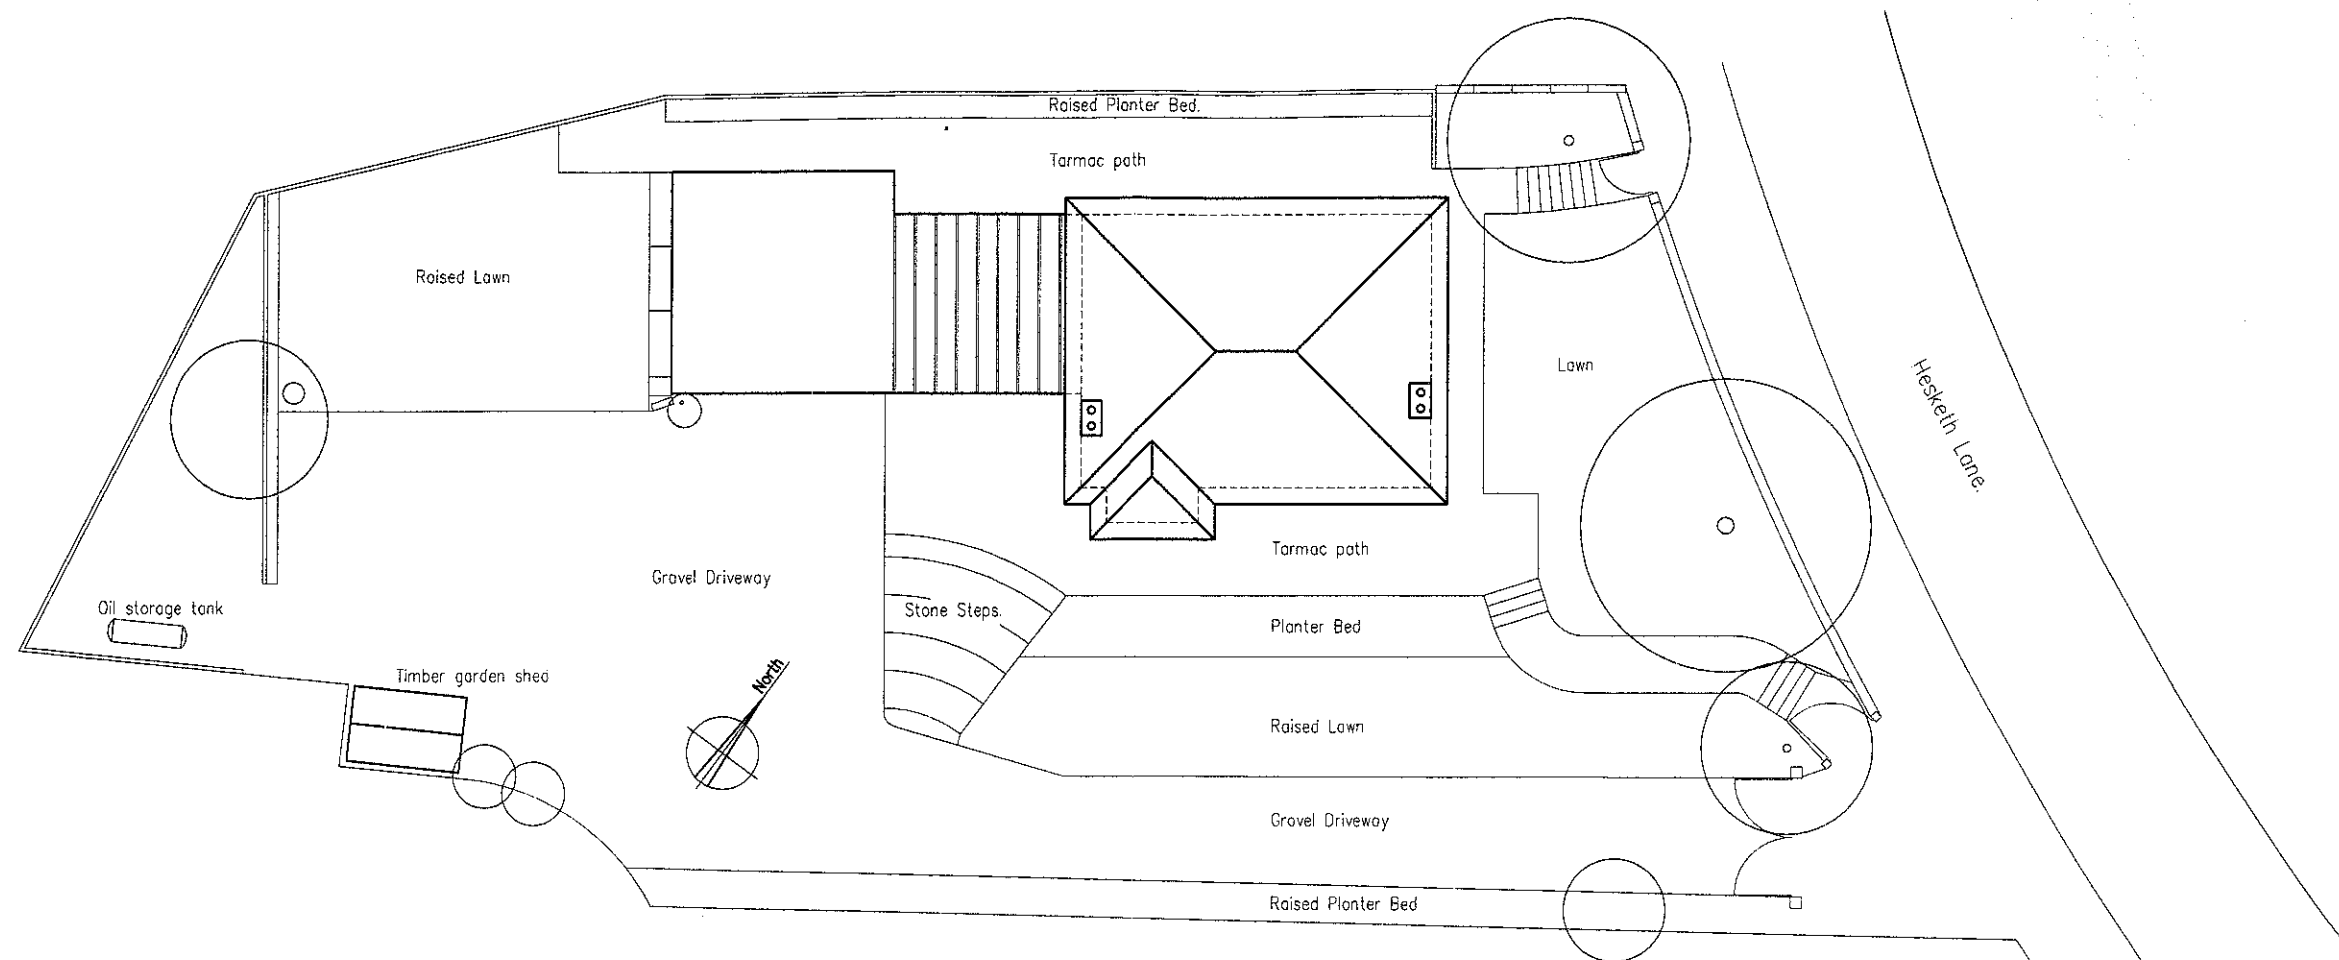 Raised Planter Bed.
Tarmac path
Raised Lawn
Lawn
Hesketh Lane.
Tarmac path
Gravel Driveway
Oil storage tank
Stone Steps.
Planter Bed
Timber garden shed
North
Raised Lawn
Gravel Driveway
Raised Planter Bed